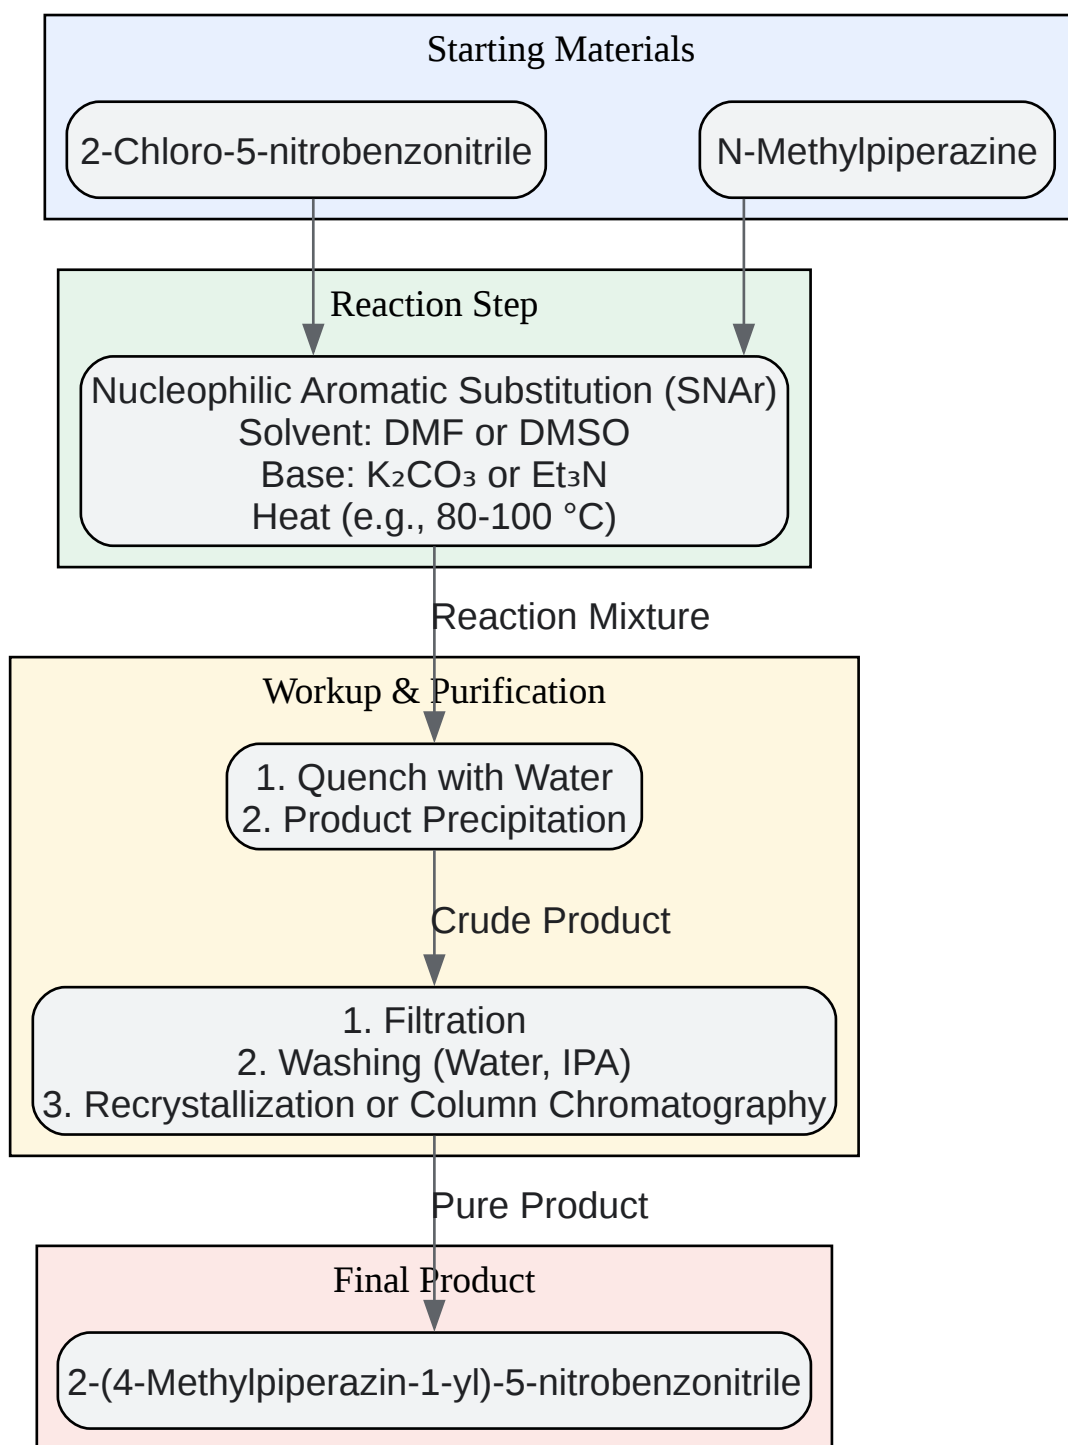 Starting Materials
2-Chloro-5-nitrobenzonitrile
N-Methylpiperazine
Reaction Step
Nucleophilic Aromatic Substitution (SNAr)
Solvent: DMF or DMSO
Base: K₂CO₃ or Et₃N
Heat (e.g., 80-100 °C)
Reaction Mixture
Workup & Purification
1. Quench with Water
2. Product Precipitation
Crude Product
1. Filtration
2. Washing (Water, IPA)
3. Recrystallization or Column Chromatography
Pure Product
Final Product
2-(4-Methylpiperazin-1-yl)-5-nitrobenzonitrile